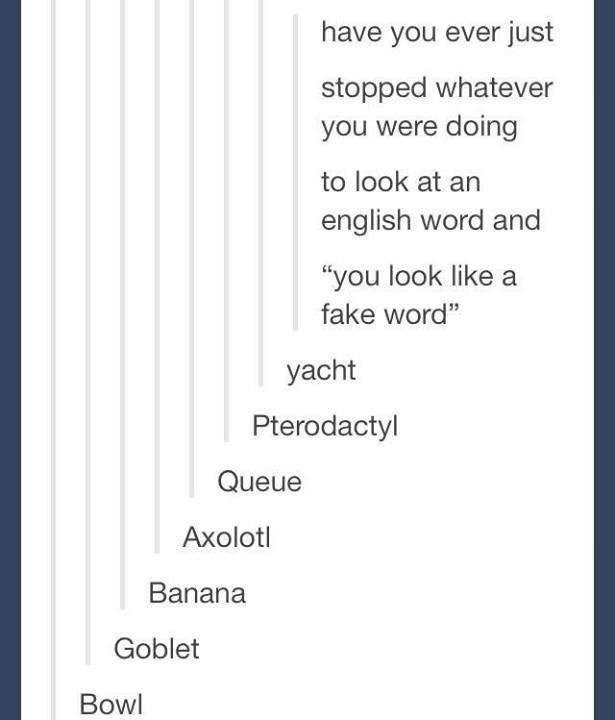 have you ever just
stopped whatever
you were doing
to look at an
english word and
“you look like a
fake word”
yacht
Pterodactyl
Queue
Axolotl
Banana
Goblet
Bowl